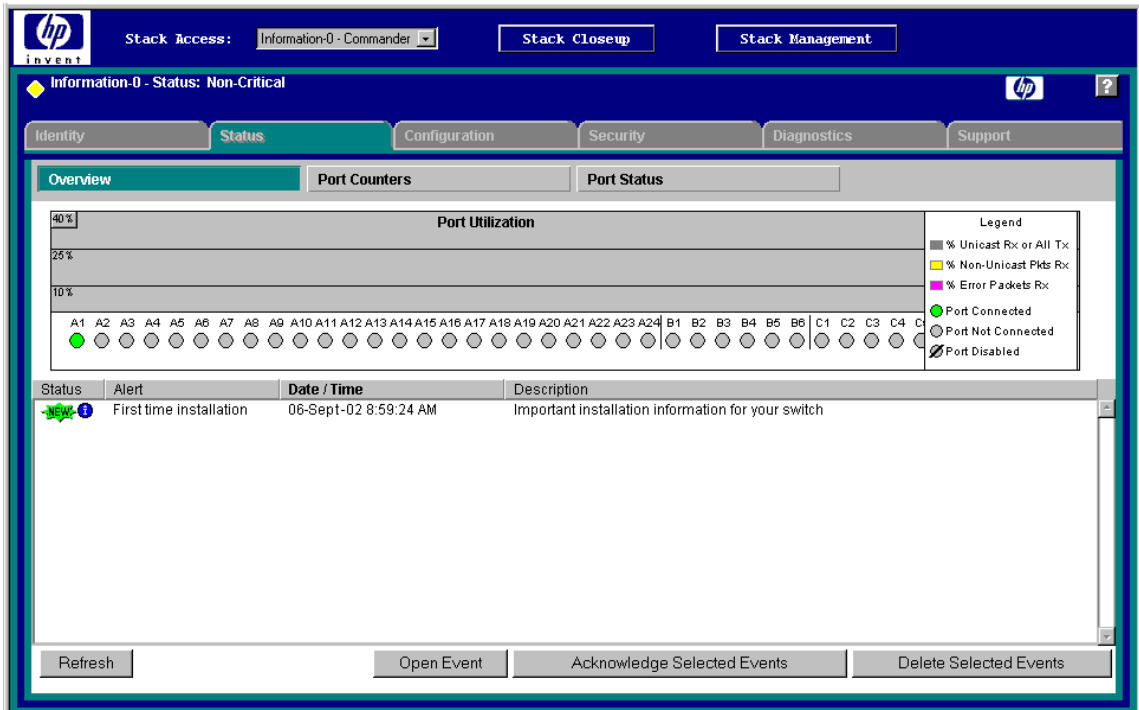 hp
invent
Stack Access: Information-0 - Commander Stack Closeup Stack Management
Information-0 - Status: Non-Critical hp ?
Identity Status Configuration Security Diagnostics Support
Overview Port Counters Port Status
40% Port Utilization
25%
10%
A1 A2 A3 A4 A5 A6 A7 A8 A9 A10 A11 A12 A13 A14 A15 A16 A17 A18 A19 A20 A21 A22 A23 A24 B1 B2 B3 B4 B5 B6 C1 C2 C3 C4
Legend
% Unicast Rx or All Tx
% Non-Unicast Pkts Rx
% Error Packets Rx
Port Connected
Port Not Connected
Port Disabled
Status Alert Date / Time Description
NEW i First time installation 06-Sept-02 8:59:24 AM Important installation information for your switch
Refresh Open Event Acknowledge Selected Events Delete Selected Events